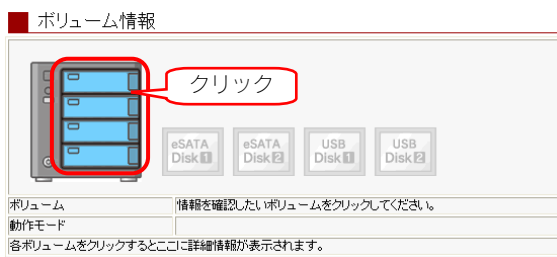 ボリューム情報
クリック
eSATA eSATA USB USB
Disk1 Disk2 Disk1 Disk2
ボリューム 情報を確認したいボリュームをクリックしてください。
動作モード
各ボリュームをクリックするとここに詳細情報が表示されます。